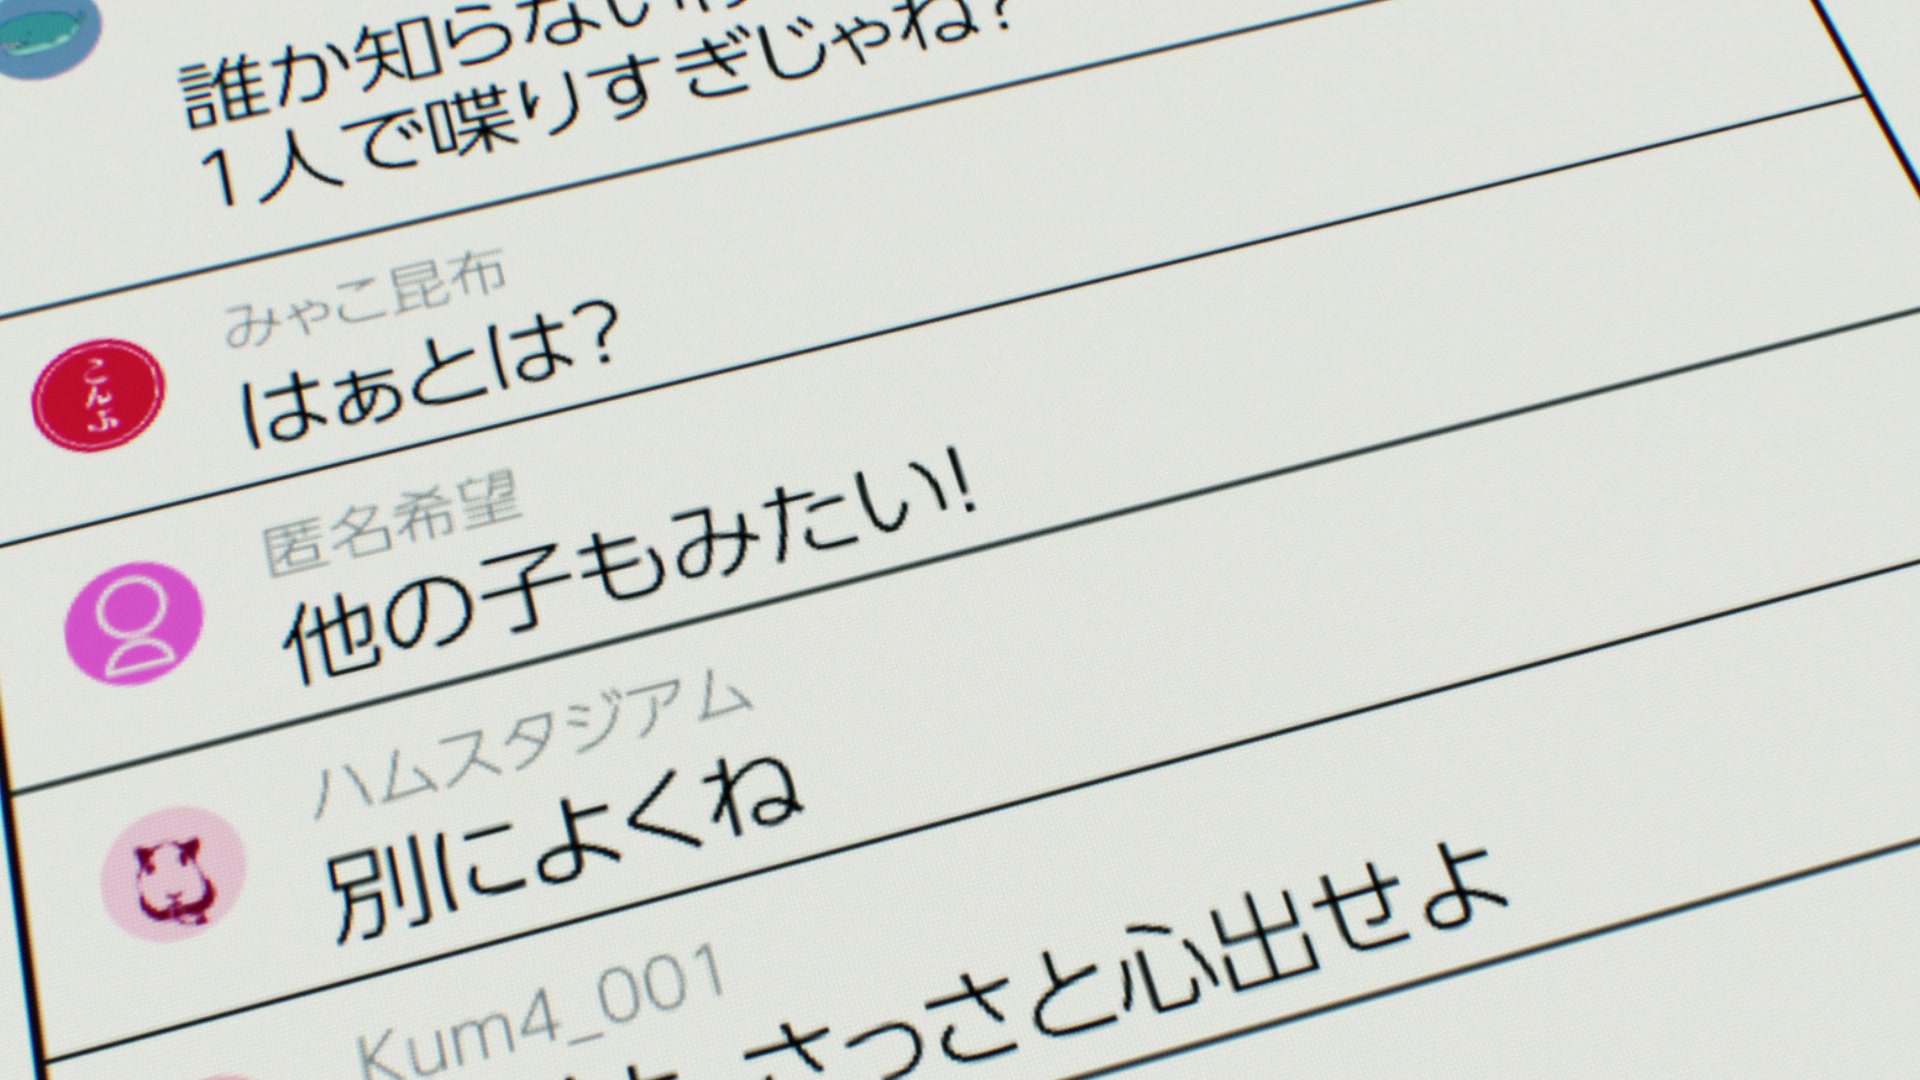 誰か知らない
1人で喋りすぎじゃね?
みやこ昆布
こんぶ
はぁとは?
匿名希望
他の子もみたい!
ハムスタジアム
別によくね
Kum4_001
さっさと心出せよ